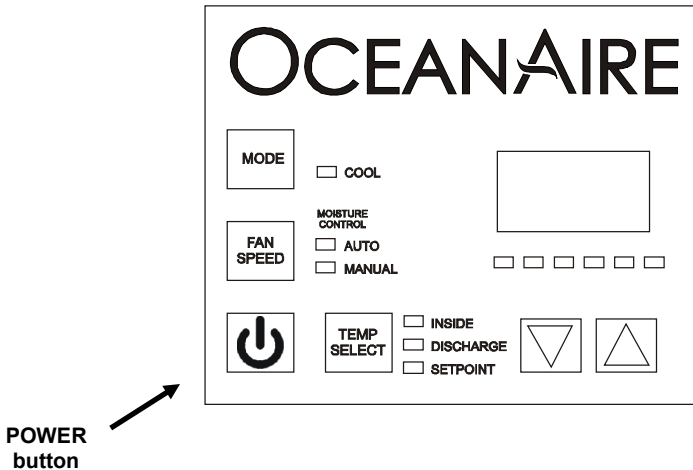 OCEANAIRE
MODE
COOL
MOISTURE
CONTROL
FAN
SPEED
AUTO
MANUAL
TEMP
SELECT
INSIDE
DISCHARGE
SETPOINT
POWER
button